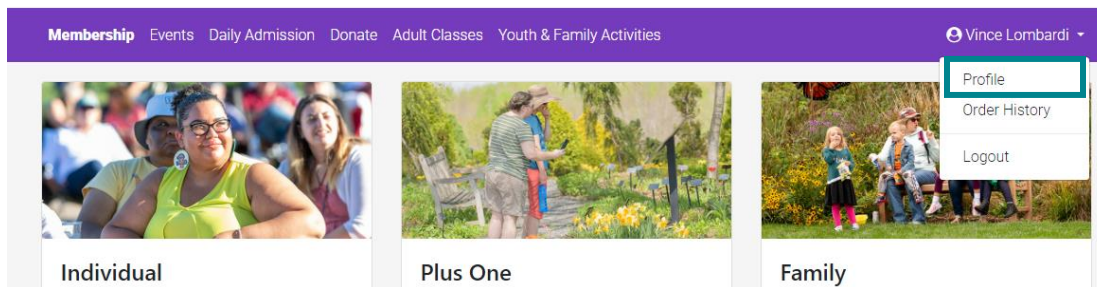 Membership Events Daily Admission Donate Adult Classes Youth & Family Activities Vince Lombardi
Profile
Order History
Logout
Individual Plus One Family